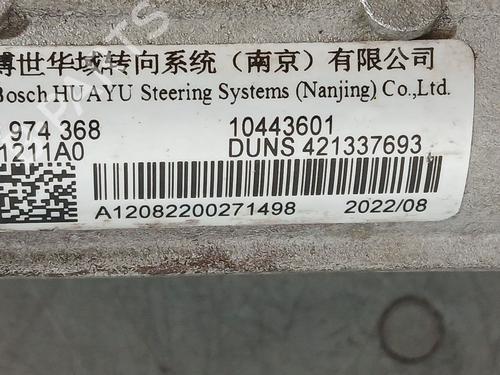 博世华域转向系统（南京）有限公司
Bosch HUAYU Steering Systems (Nanjing) Co.,Ltd.
974 368 10443601
1211A0 DUNS 421337693
A12082200271498 2022/08